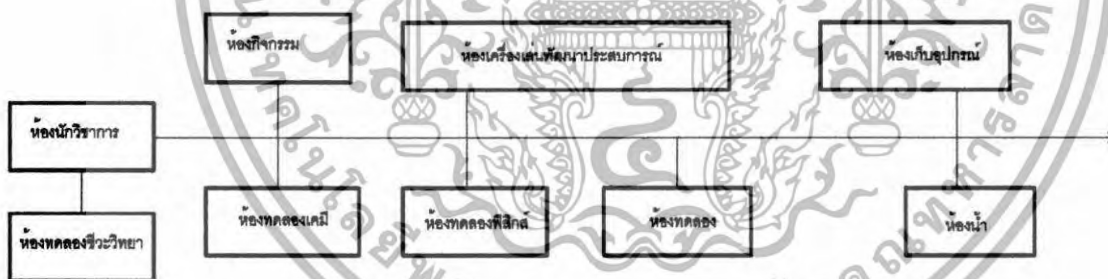 ห้องกิจกรรม
ห้องเครื่องเล่นพัฒนาประสบการณ์
ห้องเก็บอุปกรณ์
ห้องนักวิชาการ
ห้องทดลองเคมี
ห้องทดลองฟิสิกส์
ห้องทดลอง
ห้องน้ำ
ห้องทดลองชีวะวิทยา